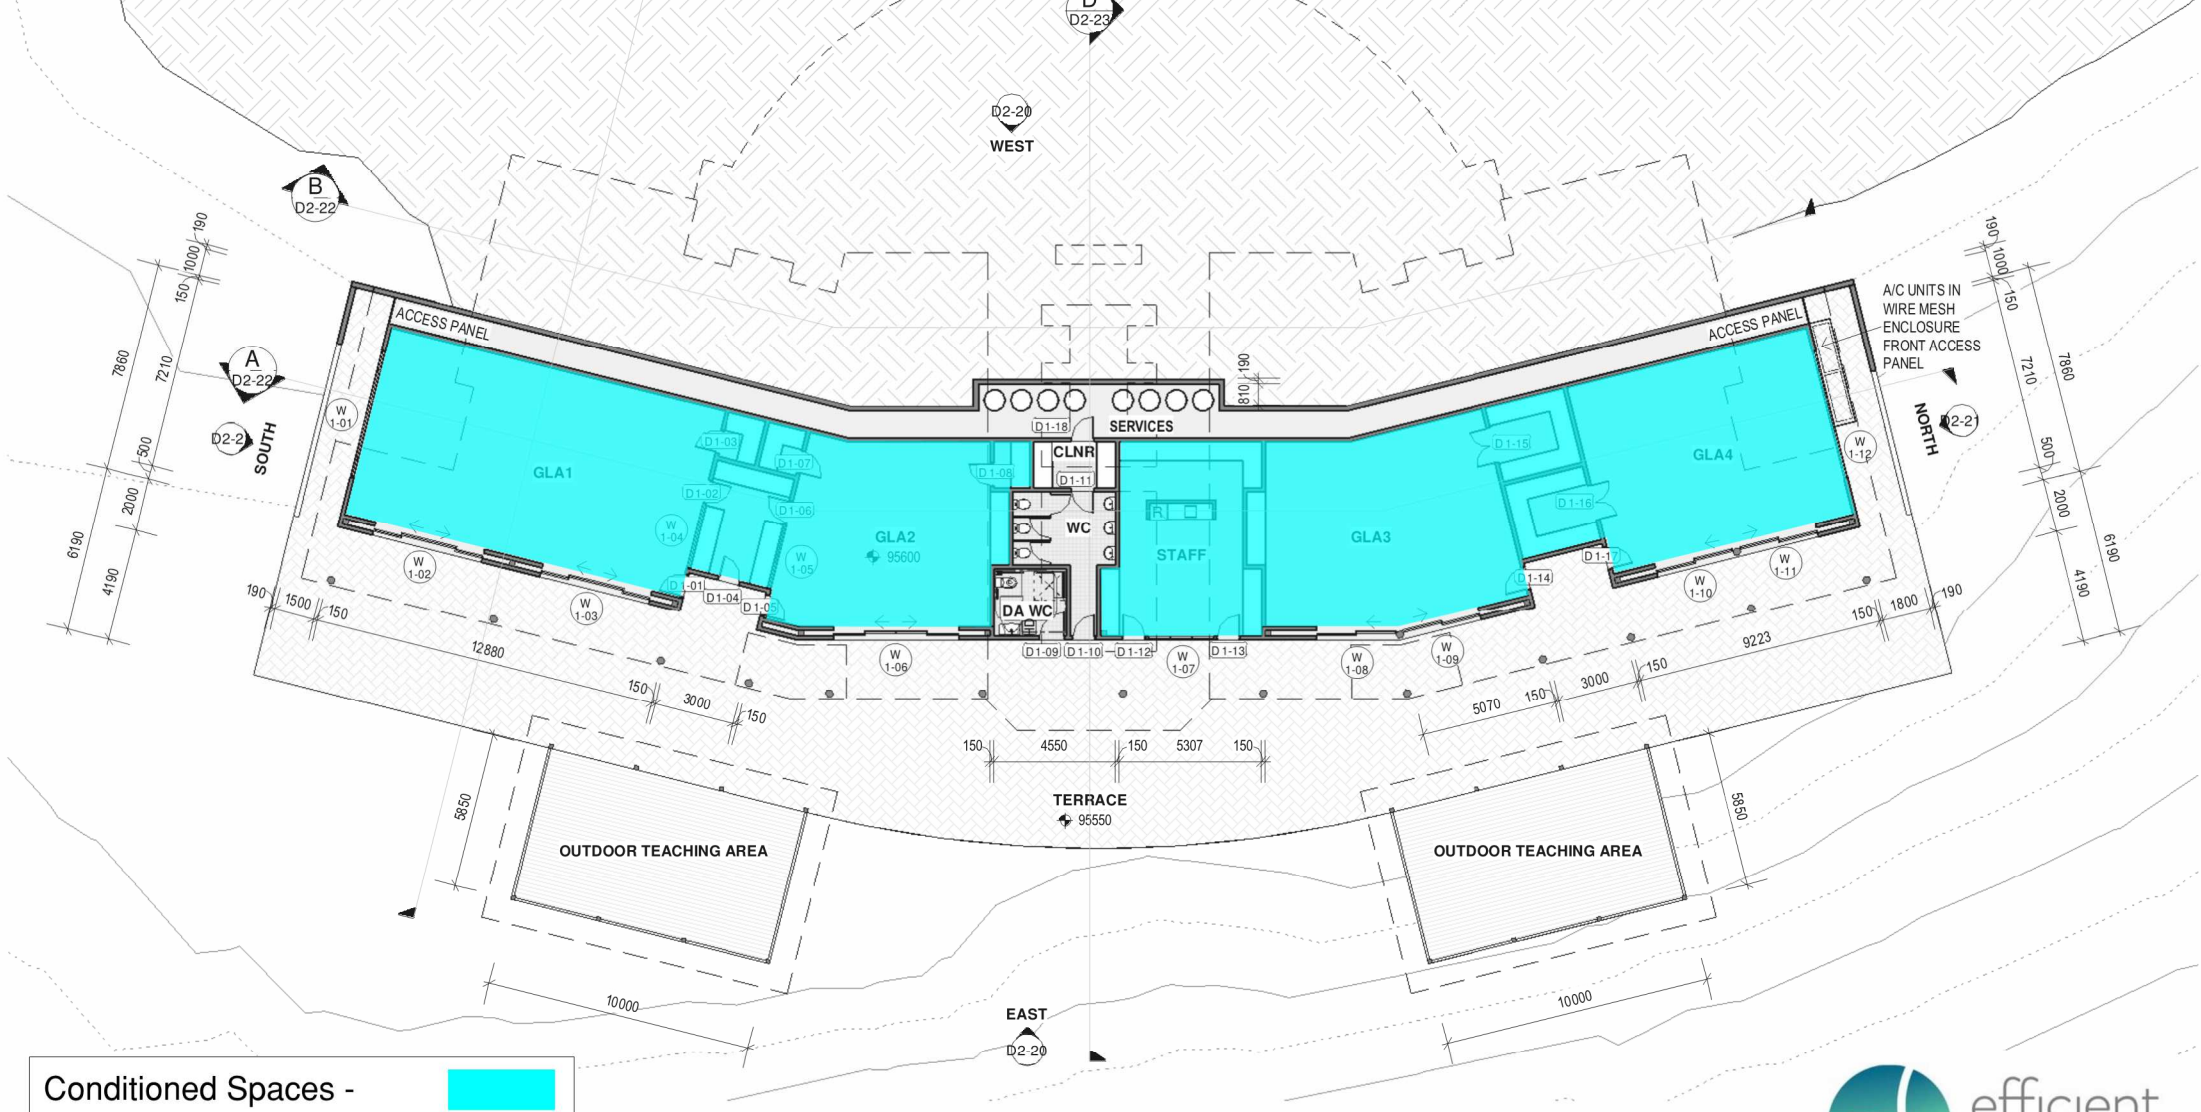 D
D2-23
D2-20
WEST
B
D2-22
A
D2-22
SOUTH
190
1000
150
7860
7210
500
2000
6190
4190
ACCESS PANEL
ACCESS PANEL
A/C UNITS IN
WIRE MESH
ENCLOSURE
FRONT ACCESS
PANEL
190
1000
150
7210
7860
500
2000
6190
4190
NORTH
D2-21
190
810
SERVICES
D1-18
CLNR
D1-11
WC
DA WC
GLA1
GLA2
95600
STAFF
R
GLA3
GLA4
W
1-01
W
1-02
W
1-03
W
1-04
W
1-05
W
1-06
W
1-07
W
1-08
W
1-09
W
1-10
W
1-11
W
1-12
D1-01
D1-02
D1-03
D1-04
D1-05
D1-06
D1-07
D1-08
D1-09
D1-10
D1-12
D1-13
D1-14
D1-15
D1-16
D1-17
190
1500
150
12880
150
3000
150
150
4550
150
5307
150
5070
150
3000
150
9223
150
1800
190
TERRACE
95550
5850
OUTDOOR TEACHING AREA
10000
OUTDOOR TEACHING AREA
5850
10000
EAST
D2-20
Conditioned Spaces -
efficient